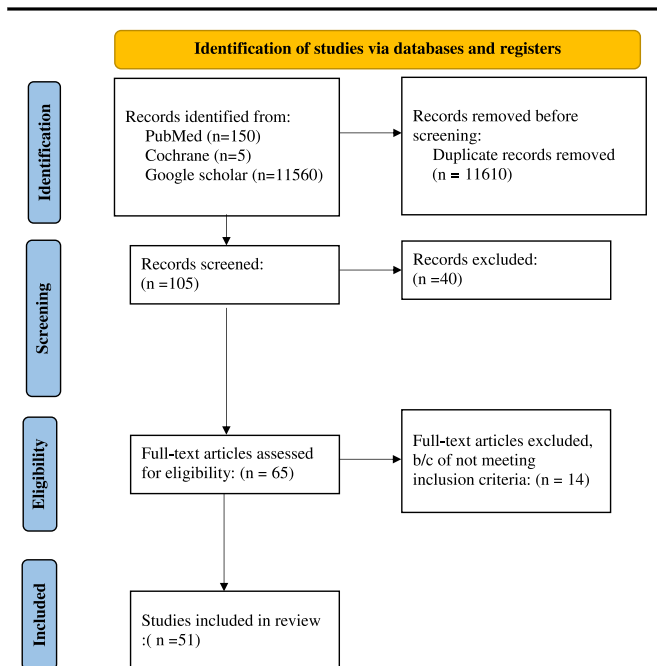 Identification of studies via databases and registers
Identification
Records identified from:
PubMed (n=150)
Cochrane (n=5)
Google scholar (n=11560)
Records removed before
screening:
Duplicate records removed
(n = 11610)
Screening
Records screened:
(n =105)
Records excluded:
(n =40)
Eligibility
Full-text articles assessed
for eligibility: (n = 65)
Full-text articles excluded,
b/c of not meeting
inclusion criteria: (n = 14)
Included
Studies included in review
:( n =51)